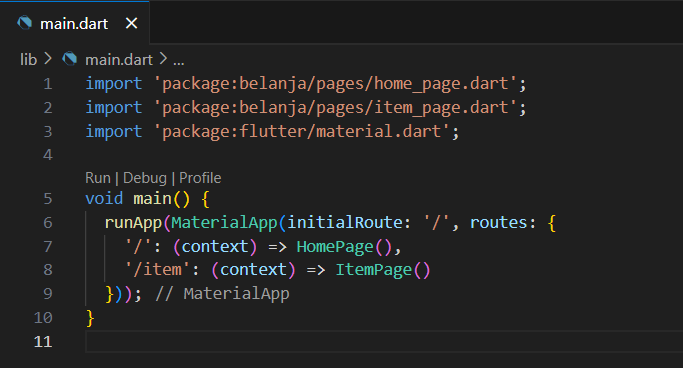 main.dart ×
lib > main.dart > ...
1 import 'package:belanja/pages/home_page.dart';
2 import 'package:belanja/pages/item_page.dart';
3 import 'package:flutter/material.dart';
4
Run | Debug | Profile
5 void main() {
6   runApp(MaterialApp(initialRoute: '/', routes: {
7     '/': (context) => HomePage(),
8     '/item': (context) => ItemPage()
9   })); // MaterialApp
10 }
11